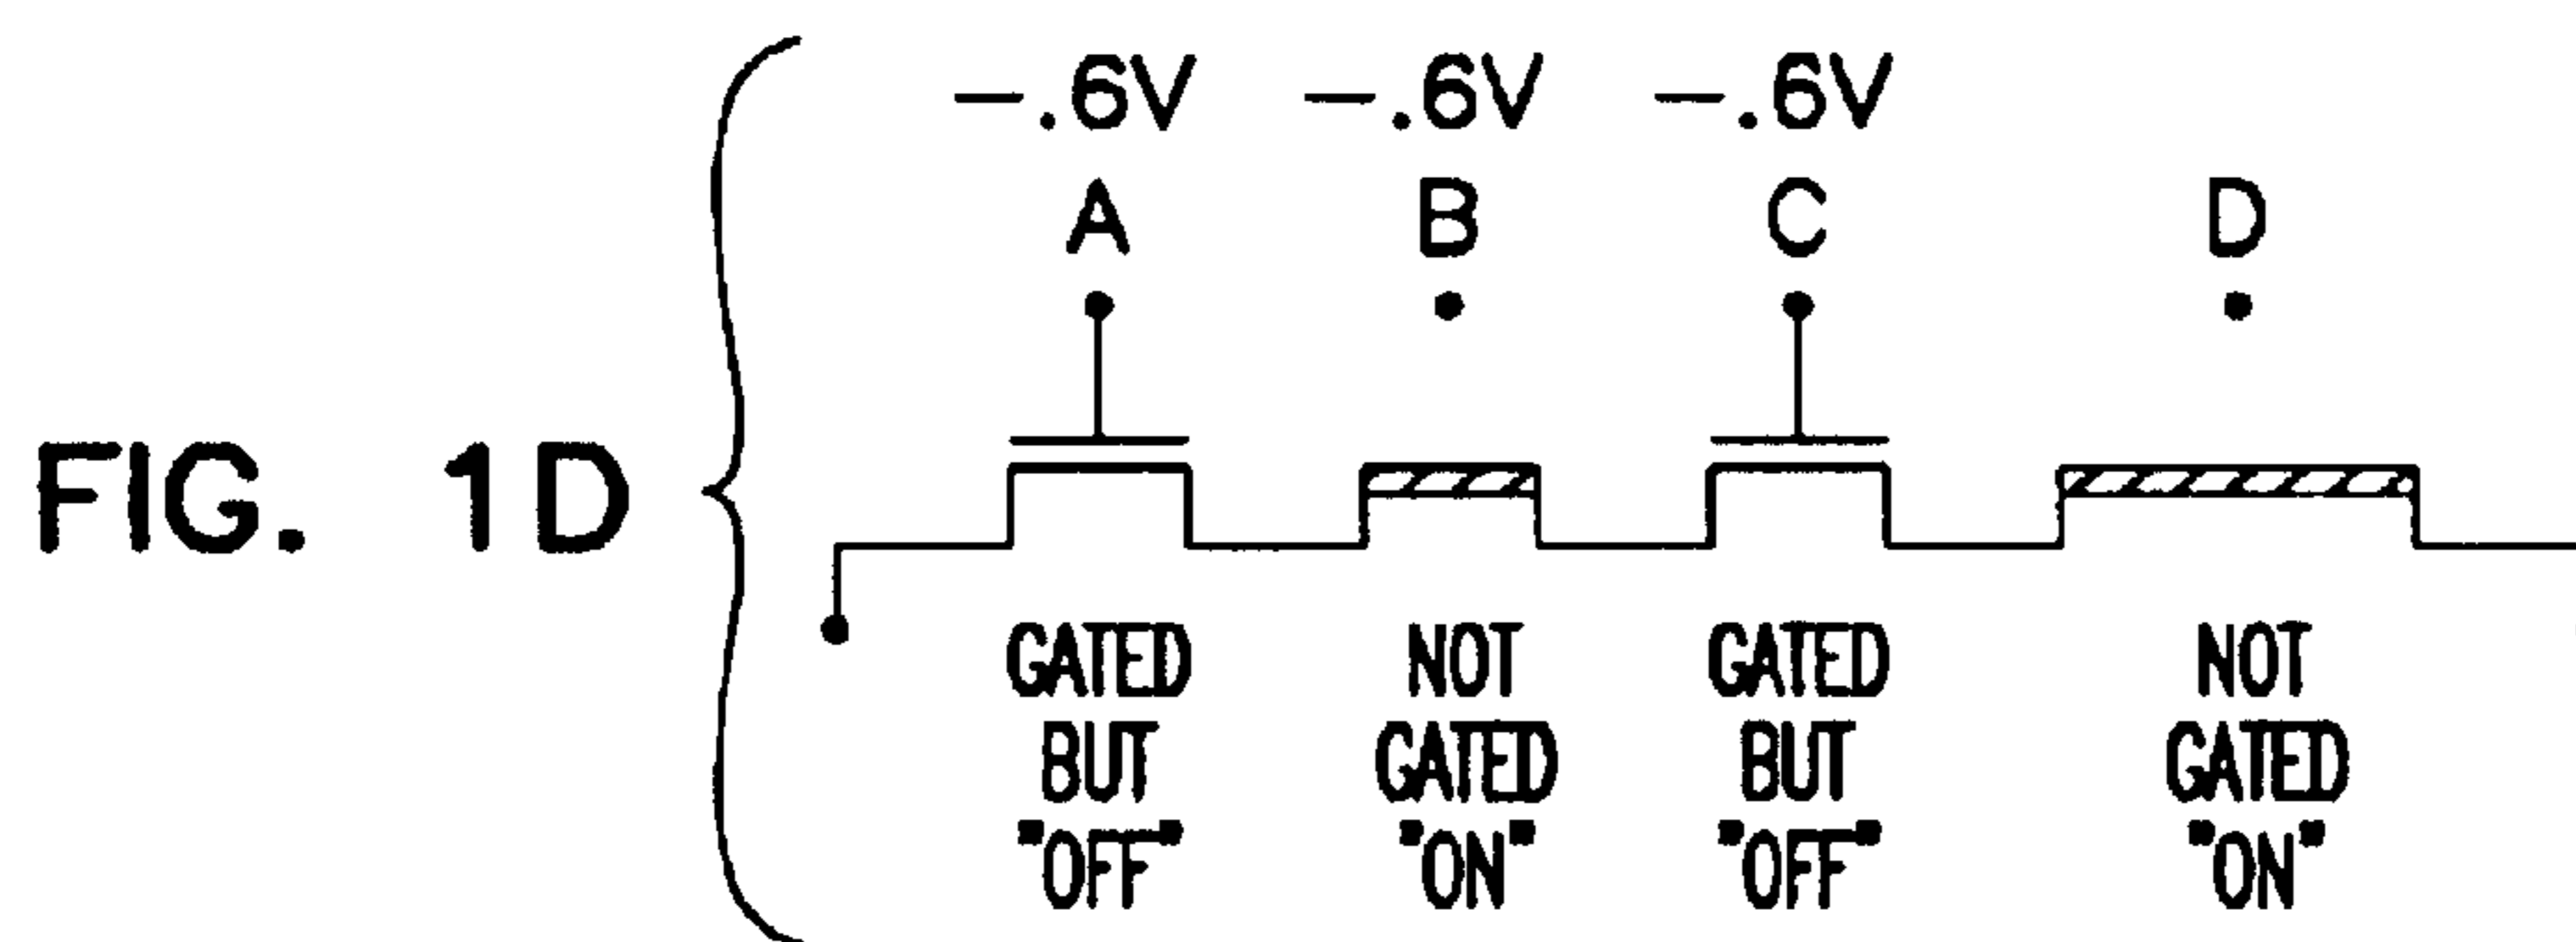 -.6V -.6V -.6V
A B C D
FIG. 1D
GATED NOT GATED NOT
BUT GATED BUT GATED
"OFF" "ON" "OFF" "ON"